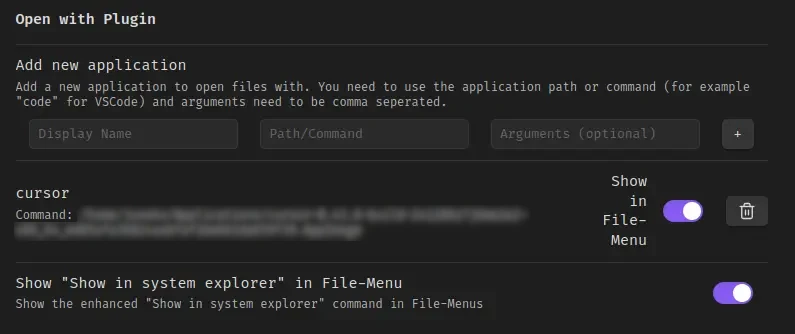 Open with Plugin
Add new application
Add a new application to open files with. You need to use the application path or command (for example
"code" for VSCode) and arguments need to be comma seperated.
Display Name
Path/Command
Arguments (optional)
+
cursor
Command:
Show
in
File-
Menu
Show "Show in system explorer" in File-Menu
Show the enhanced "Show in system explorer" command in File-Menus